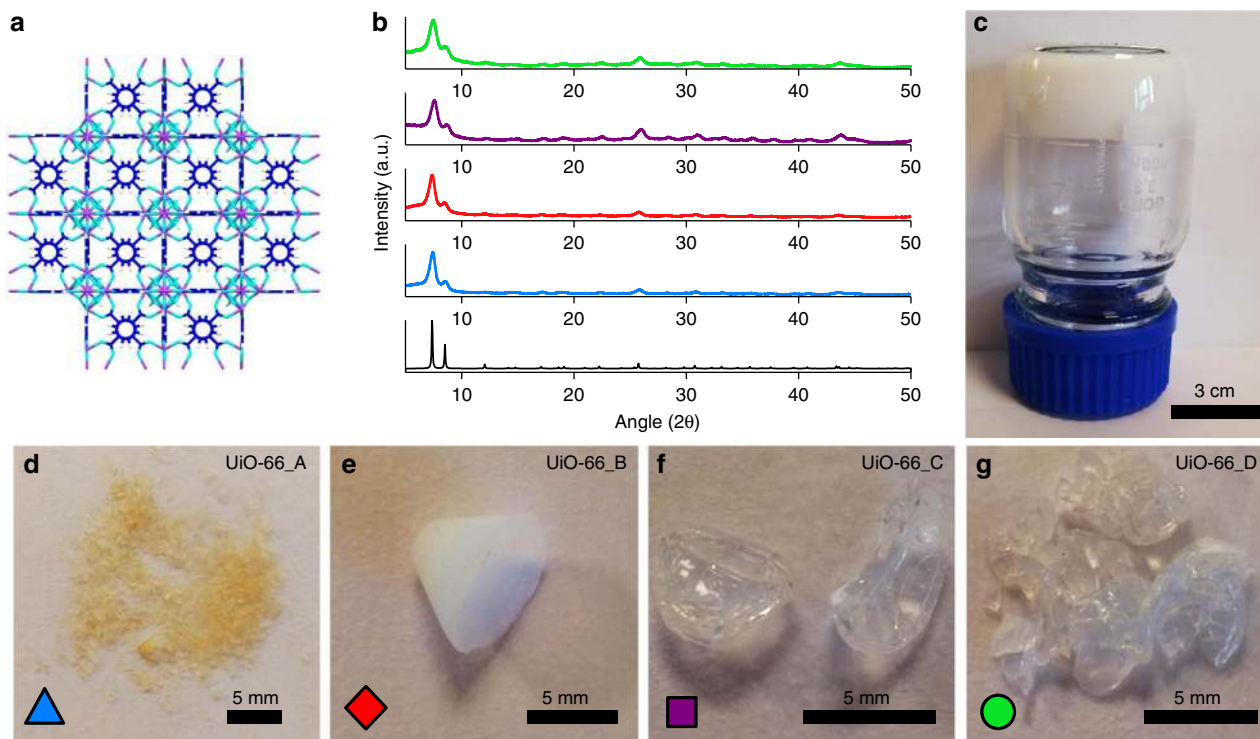 a
b
c
10 20 30 40 50
10 20 30 40 50
10 20 30 40 50
10 20 30 40 50
10 20 30 40 50
Intensity (a.u.)
Angle (2θ)
3 cm
d UiO-66_A
5 mm
e UiO-66_B
5 mm
f UiO-66_C
5 mm
g UiO-66_D
5 mm